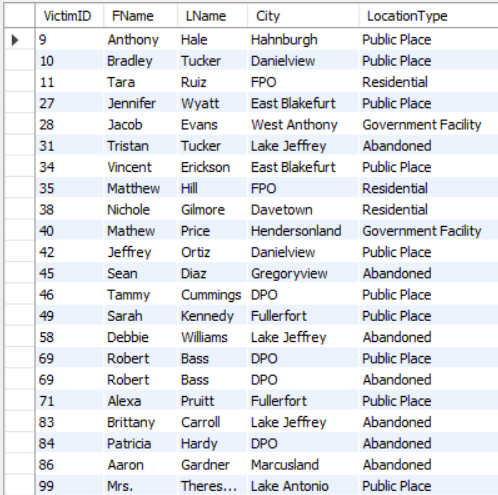 VictimID FName LName City LocationType
9 Anthony Hale Hahnburgh Public Place
10 Bradley Tucker Danielview Public Place
11 Tara Ruiz FPO Residential
27 Jennifer Wyatt East Blakefurt Public Place
28 Jacob Evans West Anthony Government Facility
31 Tristan Tucker Lake Jeffrey Abandoned
34 Vincent Erickson East Blakefurt Public Place
35 Matthew Hill FPO Residential
38 Nichole Gilmore Davetown Residential
40 Mathew Price Hendersonland Government Facility
42 Jeffrey Ortiz Danielview Public Place
45 Sean Diaz Gregoryview Abandoned
46 Tammy Cummings DPO Public Place
49 Sarah Kennedy Fullerfort Public Place
58 Debbie Williams Lake Jeffrey Abandoned
69 Robert Bass DPO Public Place
69 Robert Bass DPO Abandoned
71 Alexa Pruitt Fullerfort Public Place
83 Brittany Carroll Lake Jeffrey Abandoned
84 Patricia Hardy DPO Abandoned
86 Aaron Gardner Marcusland Abandoned
99 Mrs. Theres... Lake Antonio Public Place